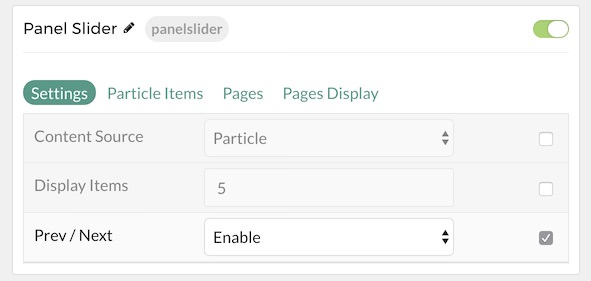 Panel Slider panelslider
Settings Particle Items Pages Pages Display
Content Source Particle
Display Items 5
Prev / Next Enable